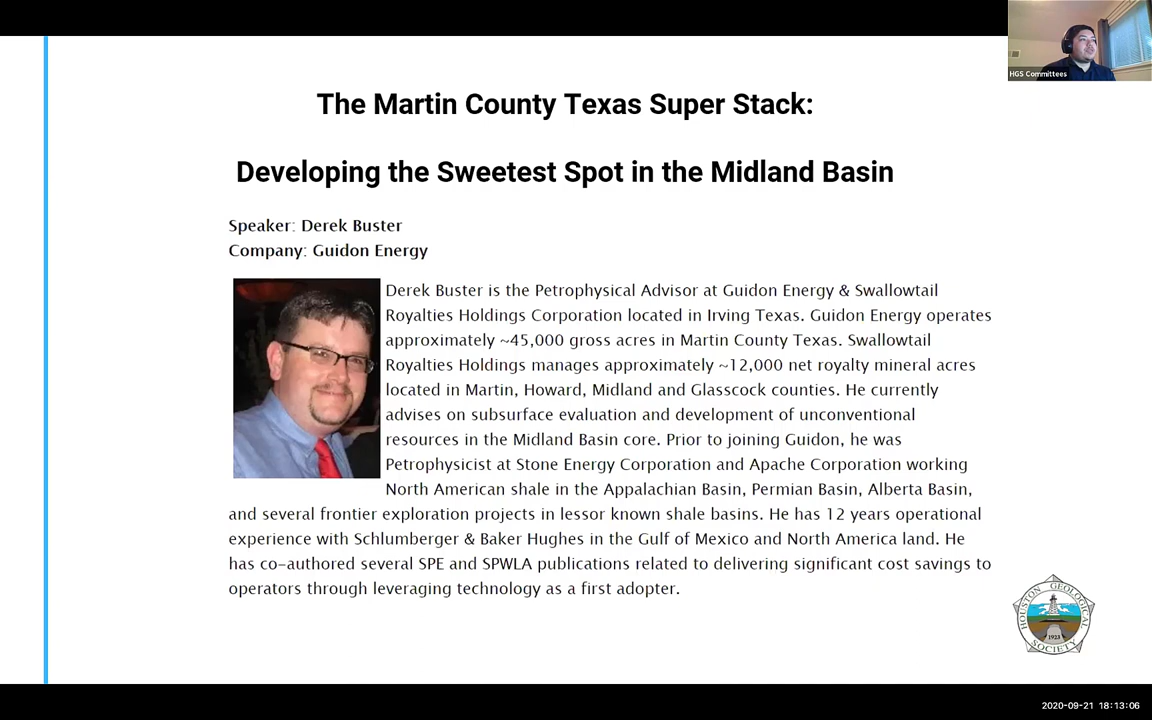 HGS Committees
The Martin County Texas Super Stack:
Developing the Sweetest Spot in the Midland Basin
Speaker: Derek Buster
Company: Guidon Energy
Derek Buster is the Petrophysical Advisor at Guidon Energy & Swallowtail
Royalties Holdings Corporation located in Irving Texas. Guidon Energy operates
approximately ~45,000 gross acres in Martin County Texas. Swallowtail
Royalties Holdings manages approximately ~12,000 net royalty mineral acres
located in Martin, Howard, Midland and Glasscock counties. He currently
advises on subsurface evaluation and development of unconventional
resources in the Midland Basin core. Prior to joining Guidon, he was
Petrophysicist at Stone Energy Corporation and Apache Corporation working
North American shale in the Appalachian Basin, Permian Basin, Alberta Basin,
and several frontier exploration projects in lessor known shale basins. He has 12 years operational
experience with Schlumberger & Baker Hughes in the Gulf of Mexico and North America land. He
has co-authored several SPE and SPWLA publications related to delivering significant cost savings to
operators through leveraging technology as a first adopter.
HOUSTON GEOLOGICAL SOCIETY
1923
2020-09-21 18:13:06